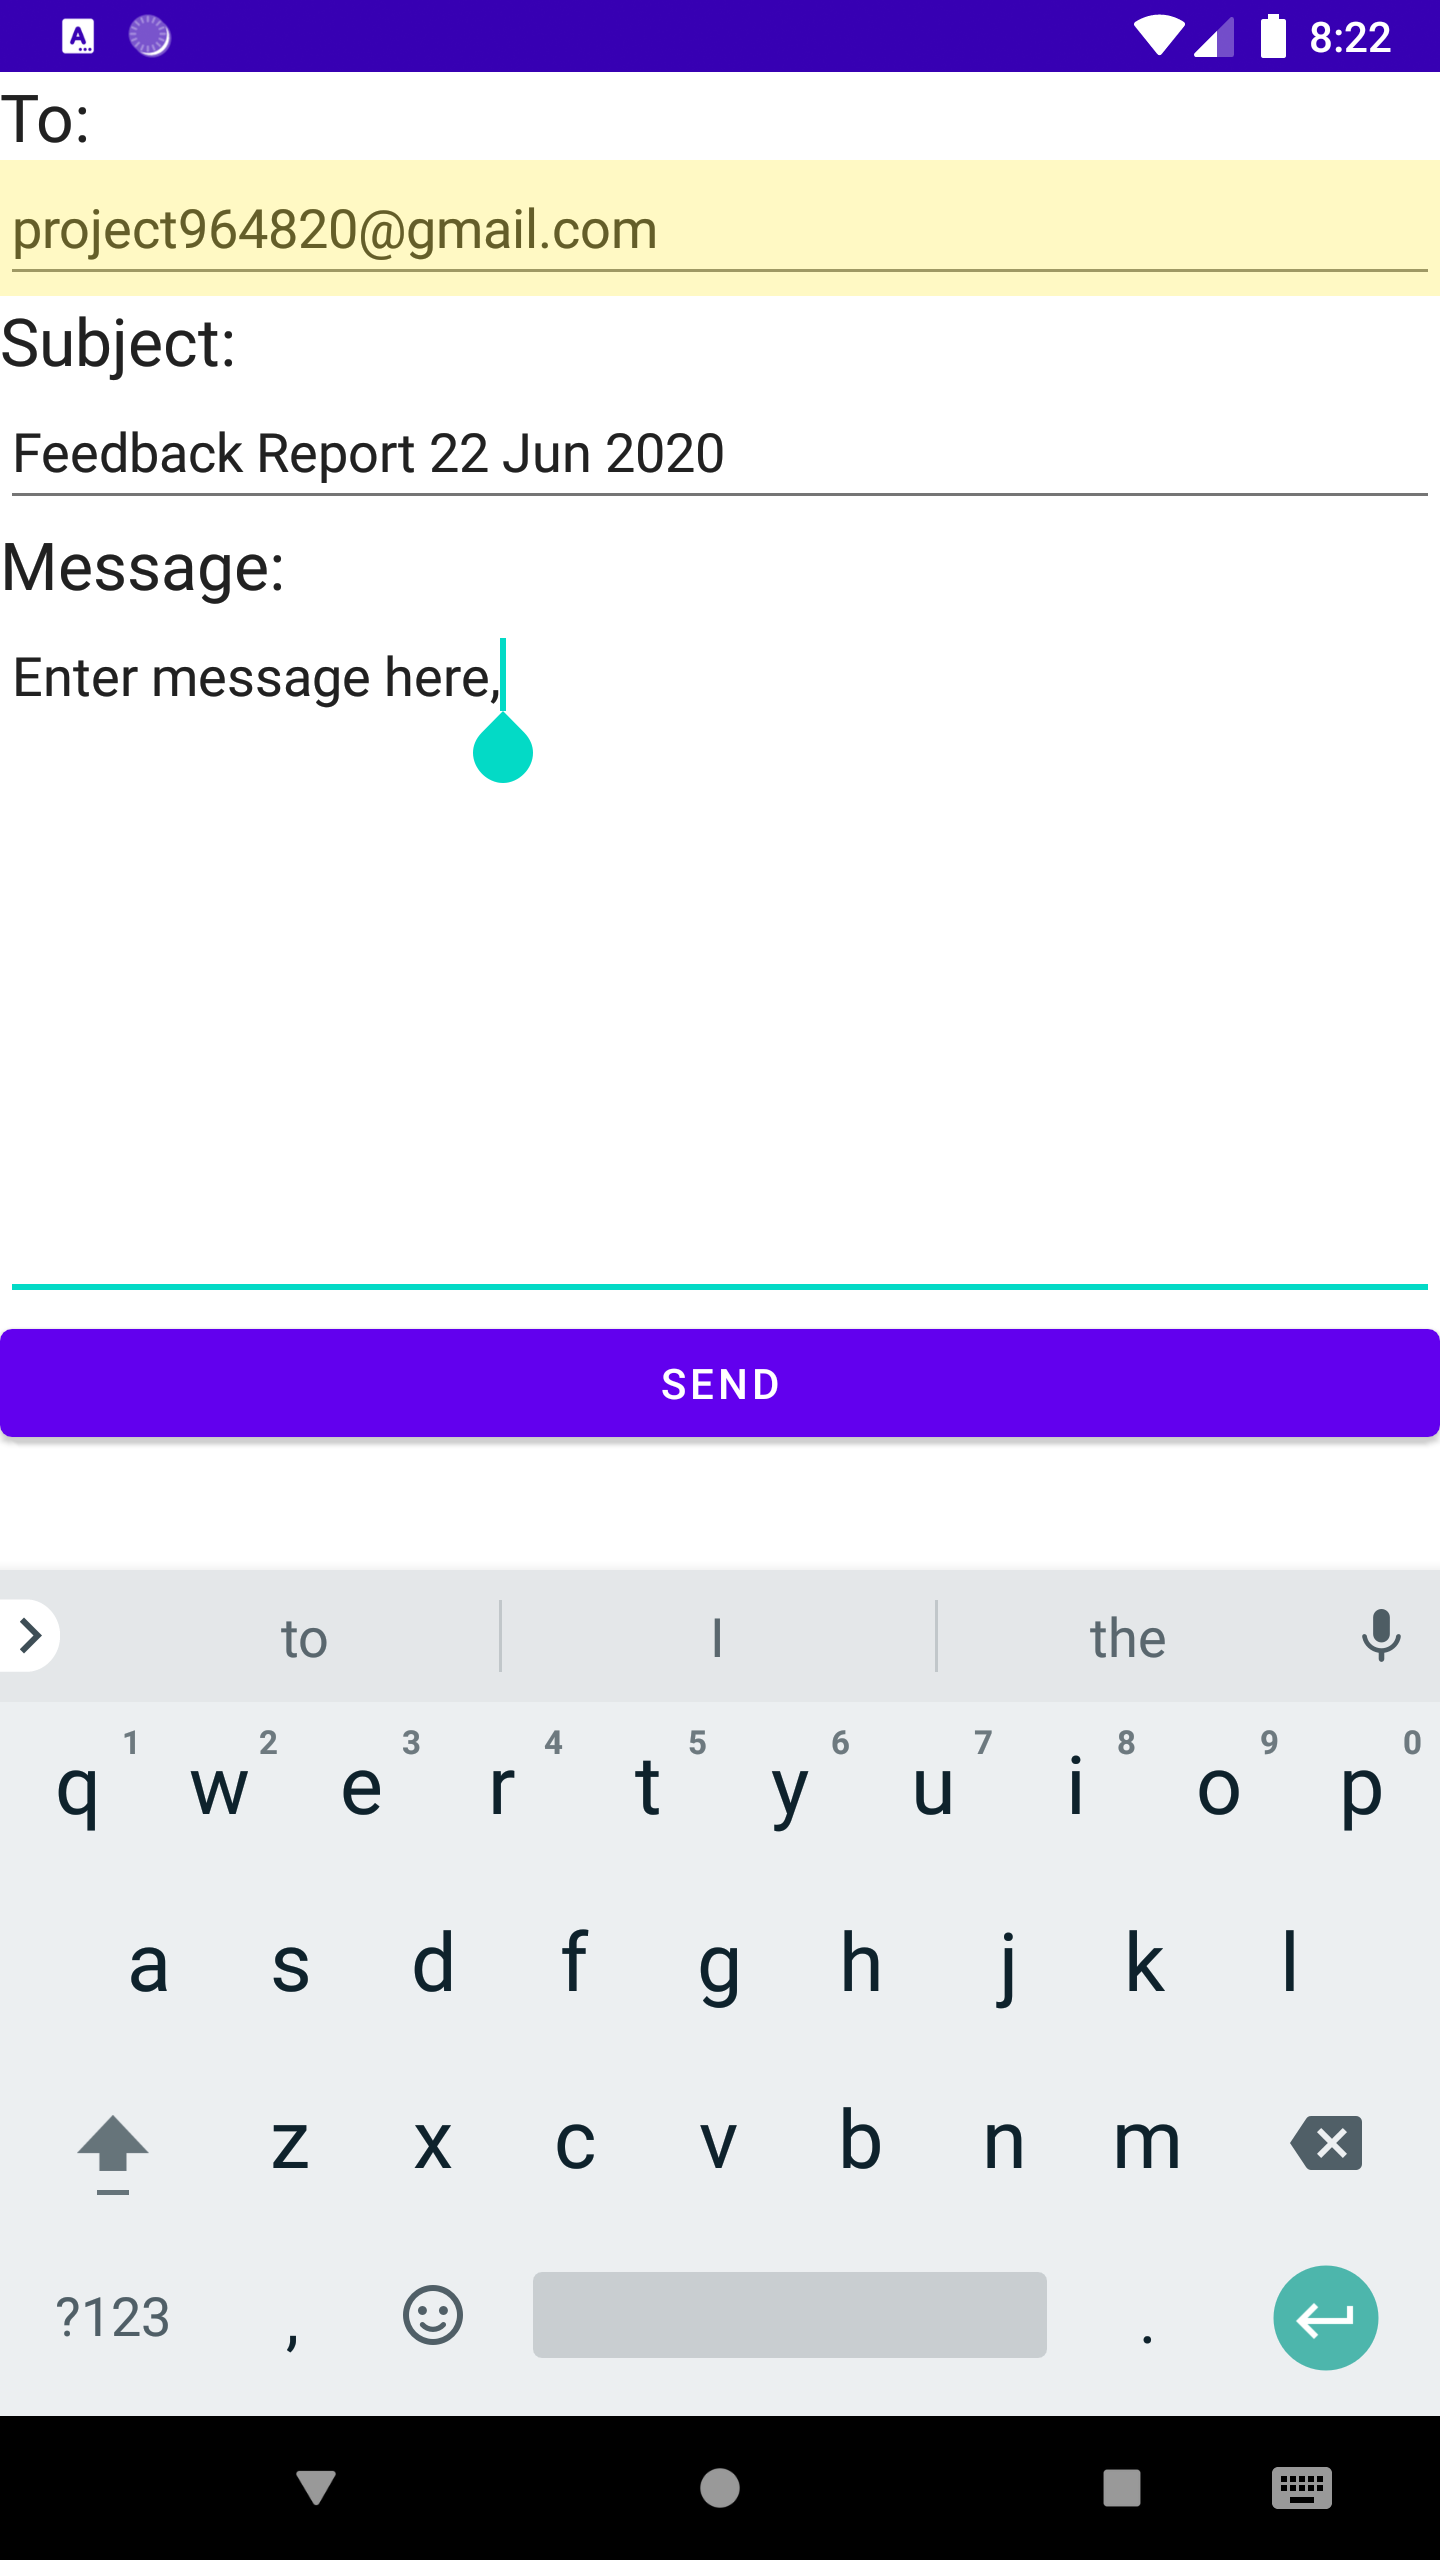 8:22
To:
project964820@gmail.com
Subject:
Feedback Report 22 Jun 2020
Message:
Enter message here,
SEND
to I the
1 2 3 4 5 6 7 8 9 0
q w e r t y u i o p
a s d f g h j k l
z x c v b n m
?123 , .